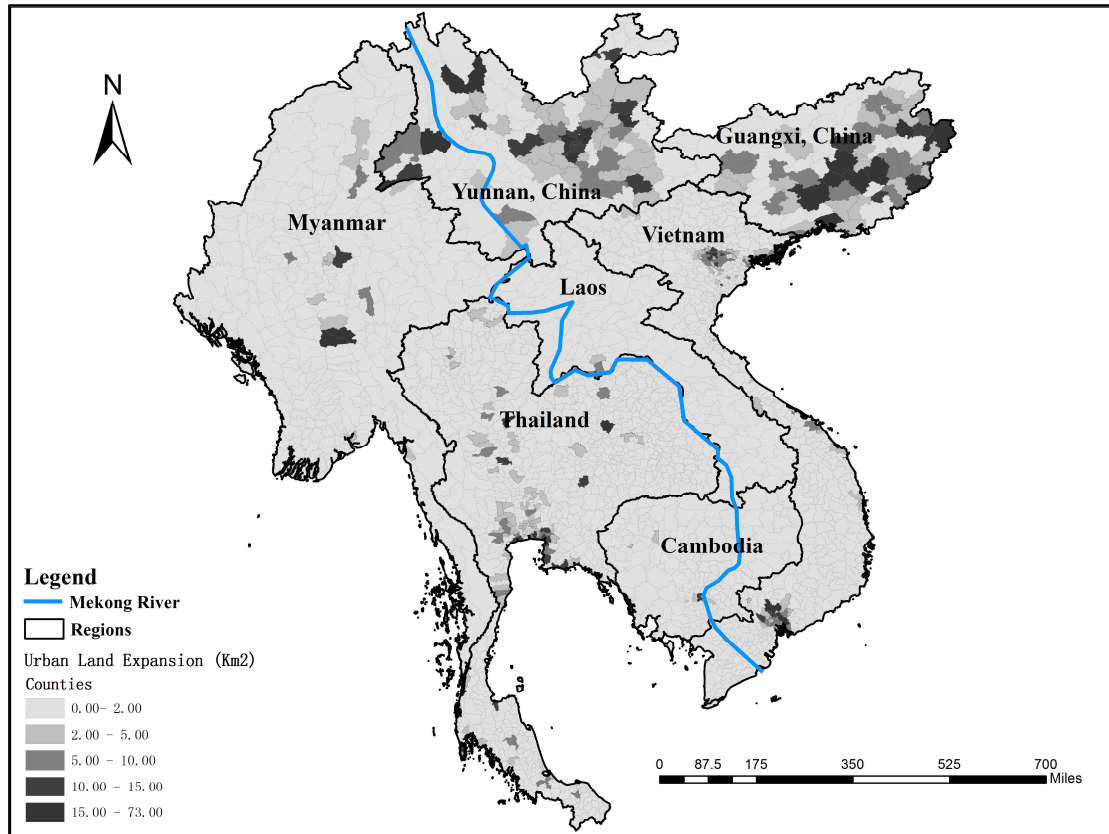 N
Guangxi, China
Yunnan, China
Myanmar
Vietnam
Laos
Thailand
Cambodia
Legend
Mekong River
Regions
Urban Land Expansion (Km2)
Counties
0.00- 2.00
2.00 - 5.00
5.00 - 10.00
10.00 - 15.00
15.00 - 73.00
0 87.5 175 350 525 700
Miles